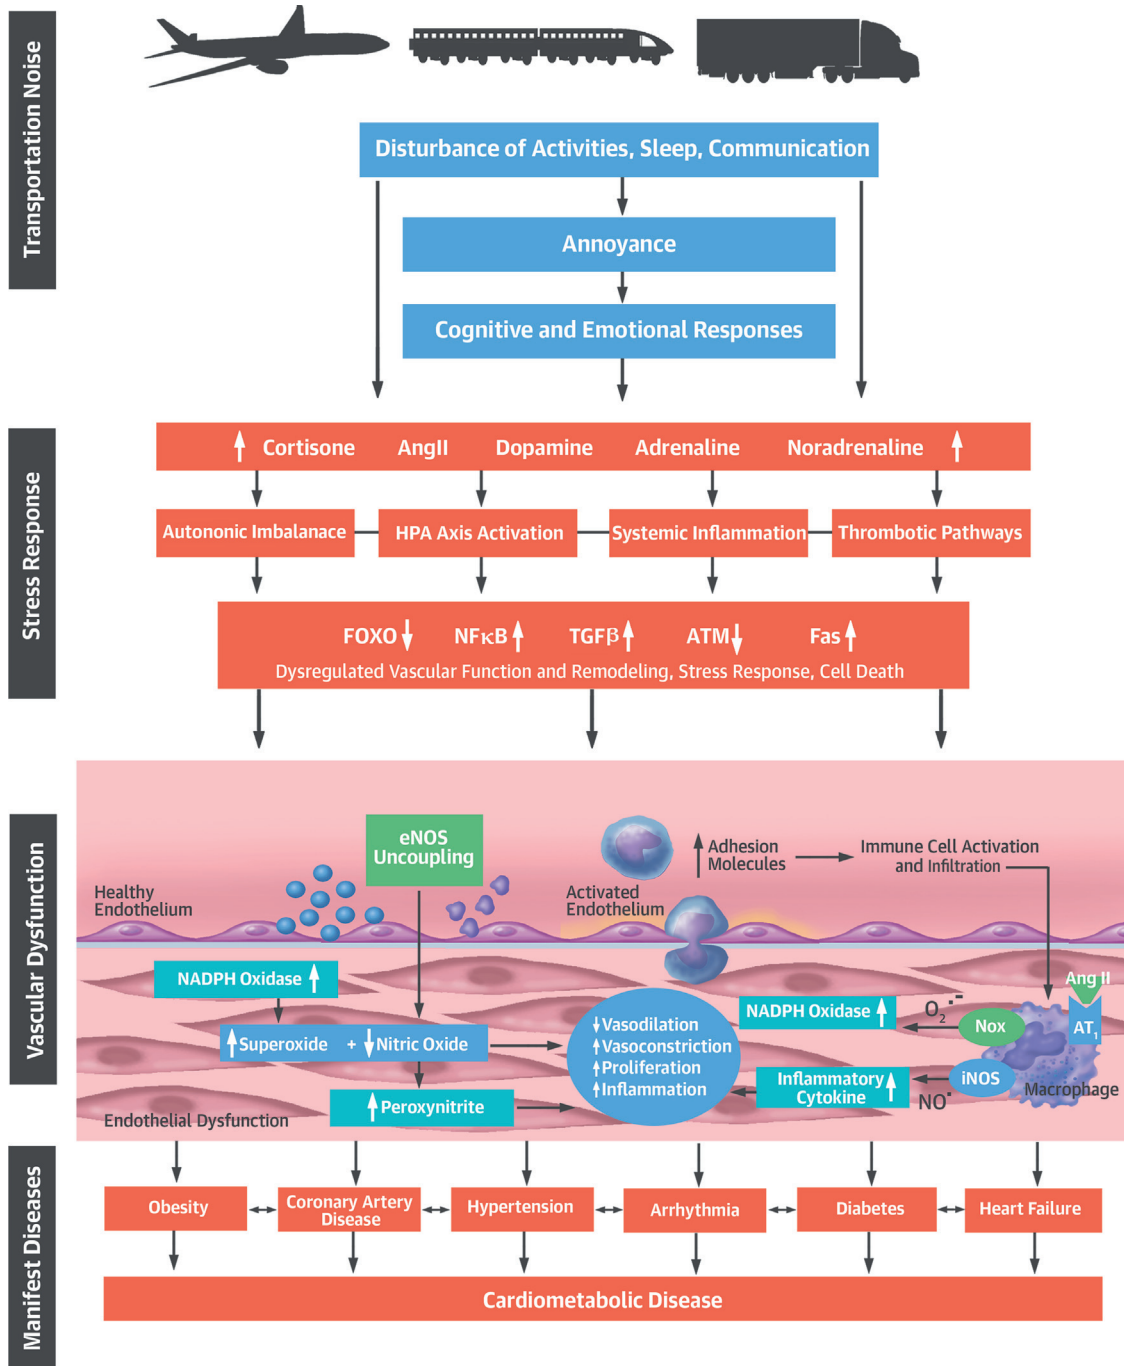 Transportation Noise
Disturbance of Activities, Sleep, Communication
Annoyance
Cognitive and Emotional Responses
Stress Response
Cortisone AngII Dopamine Adrenaline Noradrenaline
Autononic Imbalanace
HPA Axis Activation
Systemic Inflammation
Thrombotic Pathways
FOXO NFκB TGFβ ATM Fas
Dysregulated Vascular Function and Remodeling, Stress Response, Cell Death
Vascular Dysfunction
eNOS
Uncoupling
Adhesion
Molecules
Immune Cell Activation
and Infiltration
Healthy
Endothelium
Activated
Endothelium
NADPH Oxidase
Superoxide + Nitric Oxide
Peroxynitrite
Endothelial Dysfunction
Vasodilation
Vasoconstriction
Proliferation
Inflammation
NADPH Oxidase
O₂˙⁻
Nox
Ang II
AT₁
Inflammatory
Cytokine
NO˙
iNOS
Macrophage
Manifest Diseases
Obesity
Coronary Artery
Disease
Hypertension
Arrhythmia
Diabetes
Heart Failure
Cardiometabolic Disease